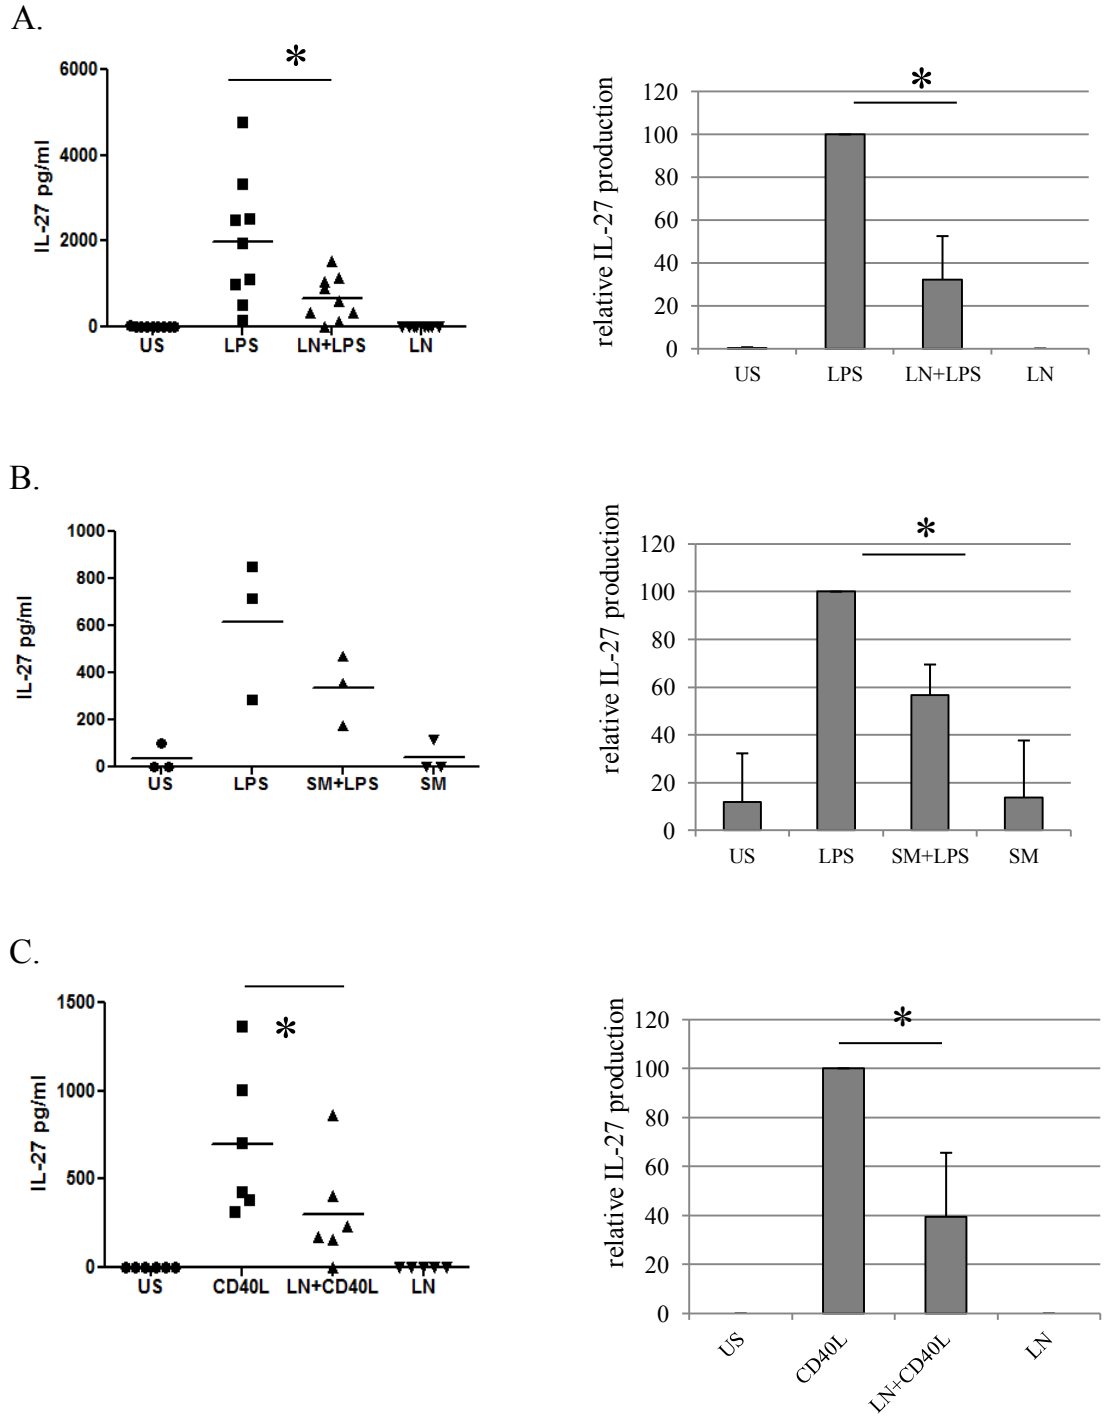 A.
*
6000
4000
2000
0
IL-27 pg/ml
US LPS LN+LPS LN
*
120
100
80
60
40
20
0
relative IL-27 production
US LPS LN+LPS LN
B.
1000
800
600
400
200
0
IL-27 pg/ml
US LPS SM+LPS SM
*
120
100
80
60
40
20
0
relative IL-27 production
US LPS SM+LPS SM
C.
*
1500
1000
500
0
IL-27 pg/ml
US CD40L LN+CD40L LN
*
120
100
80
60
40
20
0
relative IL-27 production
US CD40L LN+CD40L LN